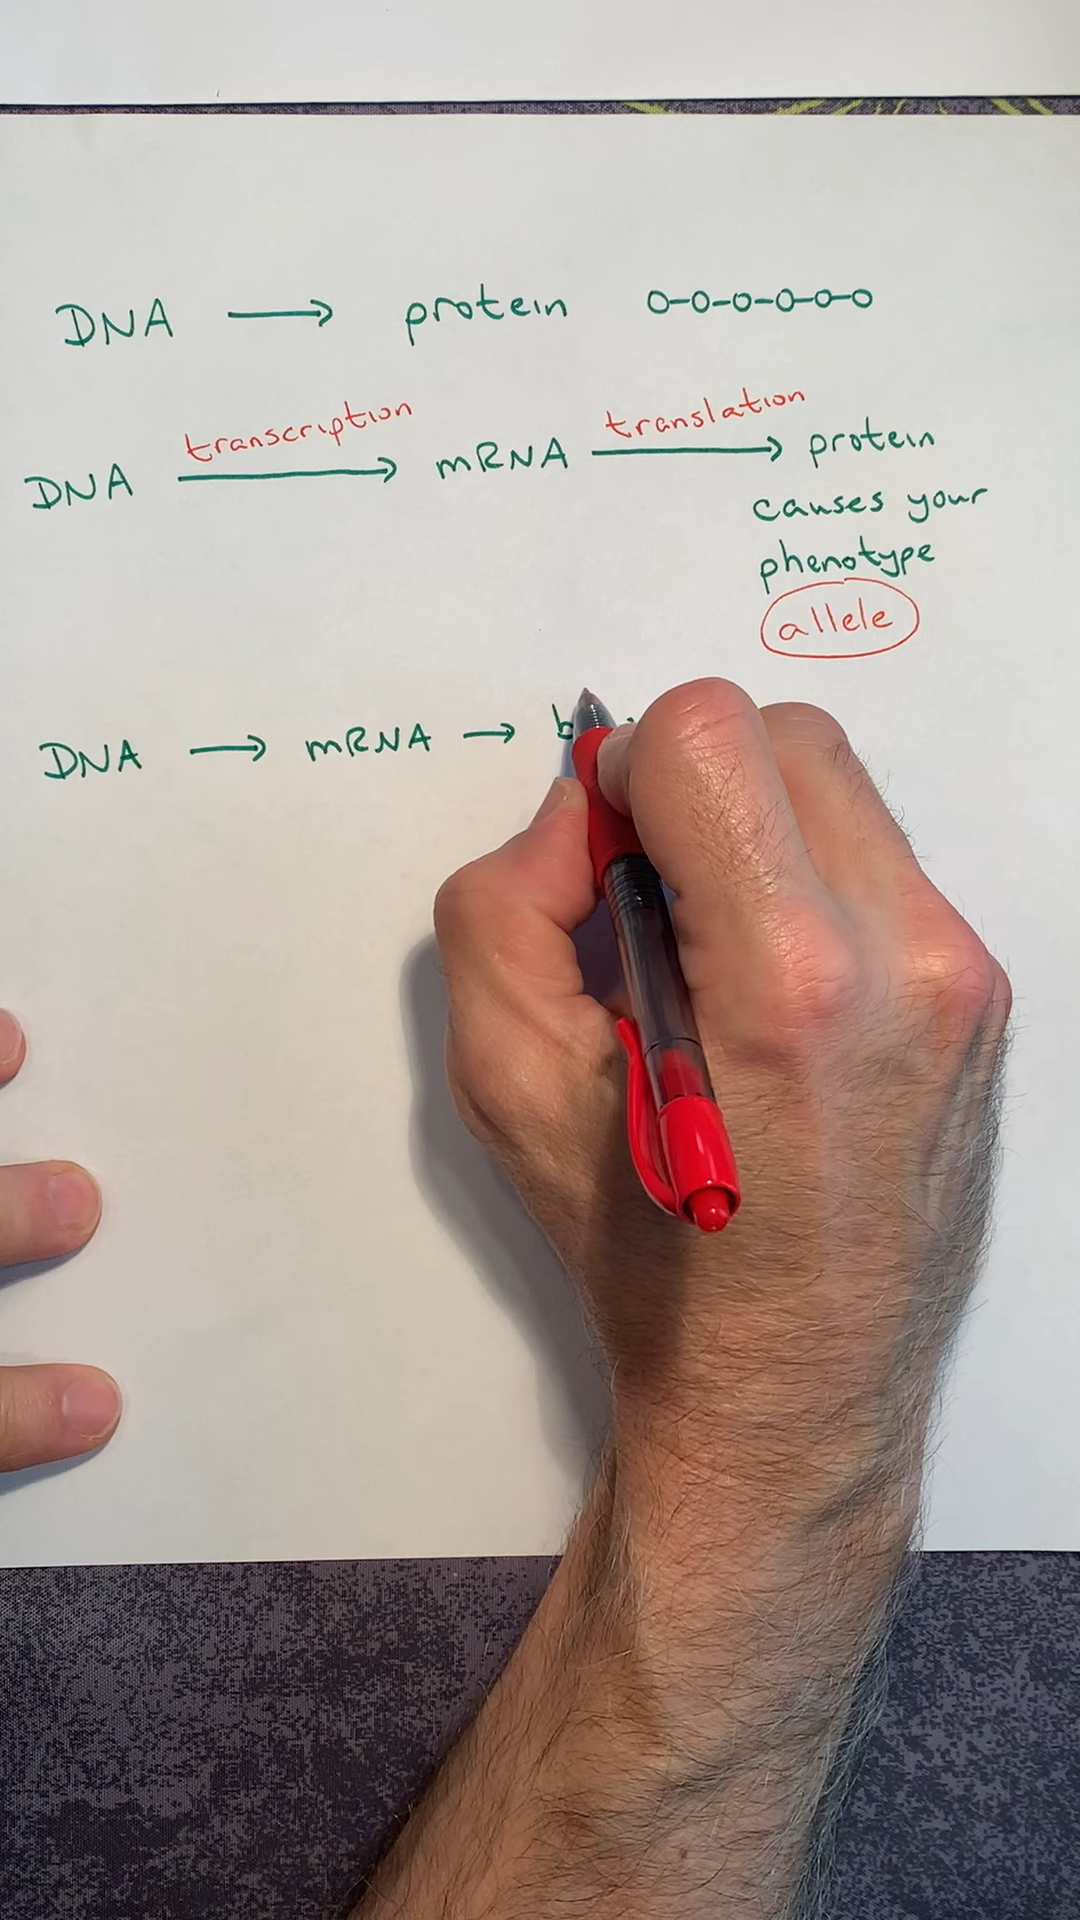 DNA → protein
transcription translation
DNA → mRNA → protein
causes your
phenotype
allele
DNA → mRNA →